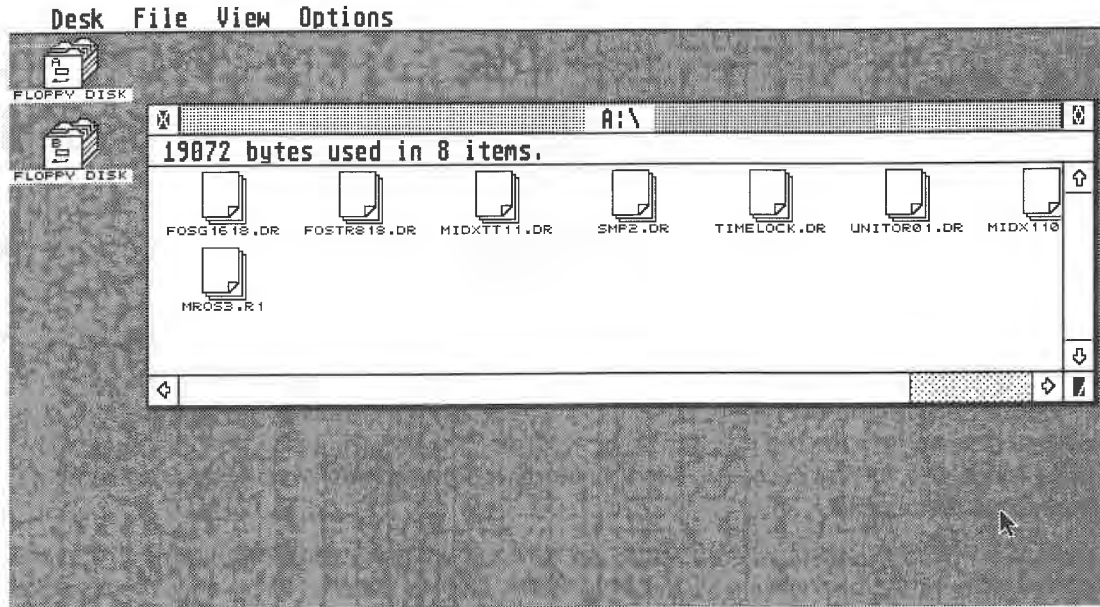 Desk File View Options
A
FLOPPY DISK
B
FLOPPY DISK
A:\
19072 bytes used in 8 items.
FOSG1618.DR FOSTR818.DR MIDXTT11.DR SMP2.DR TIMELOCK.DR UNITOR01.DR MIDX110
MROS3.R1